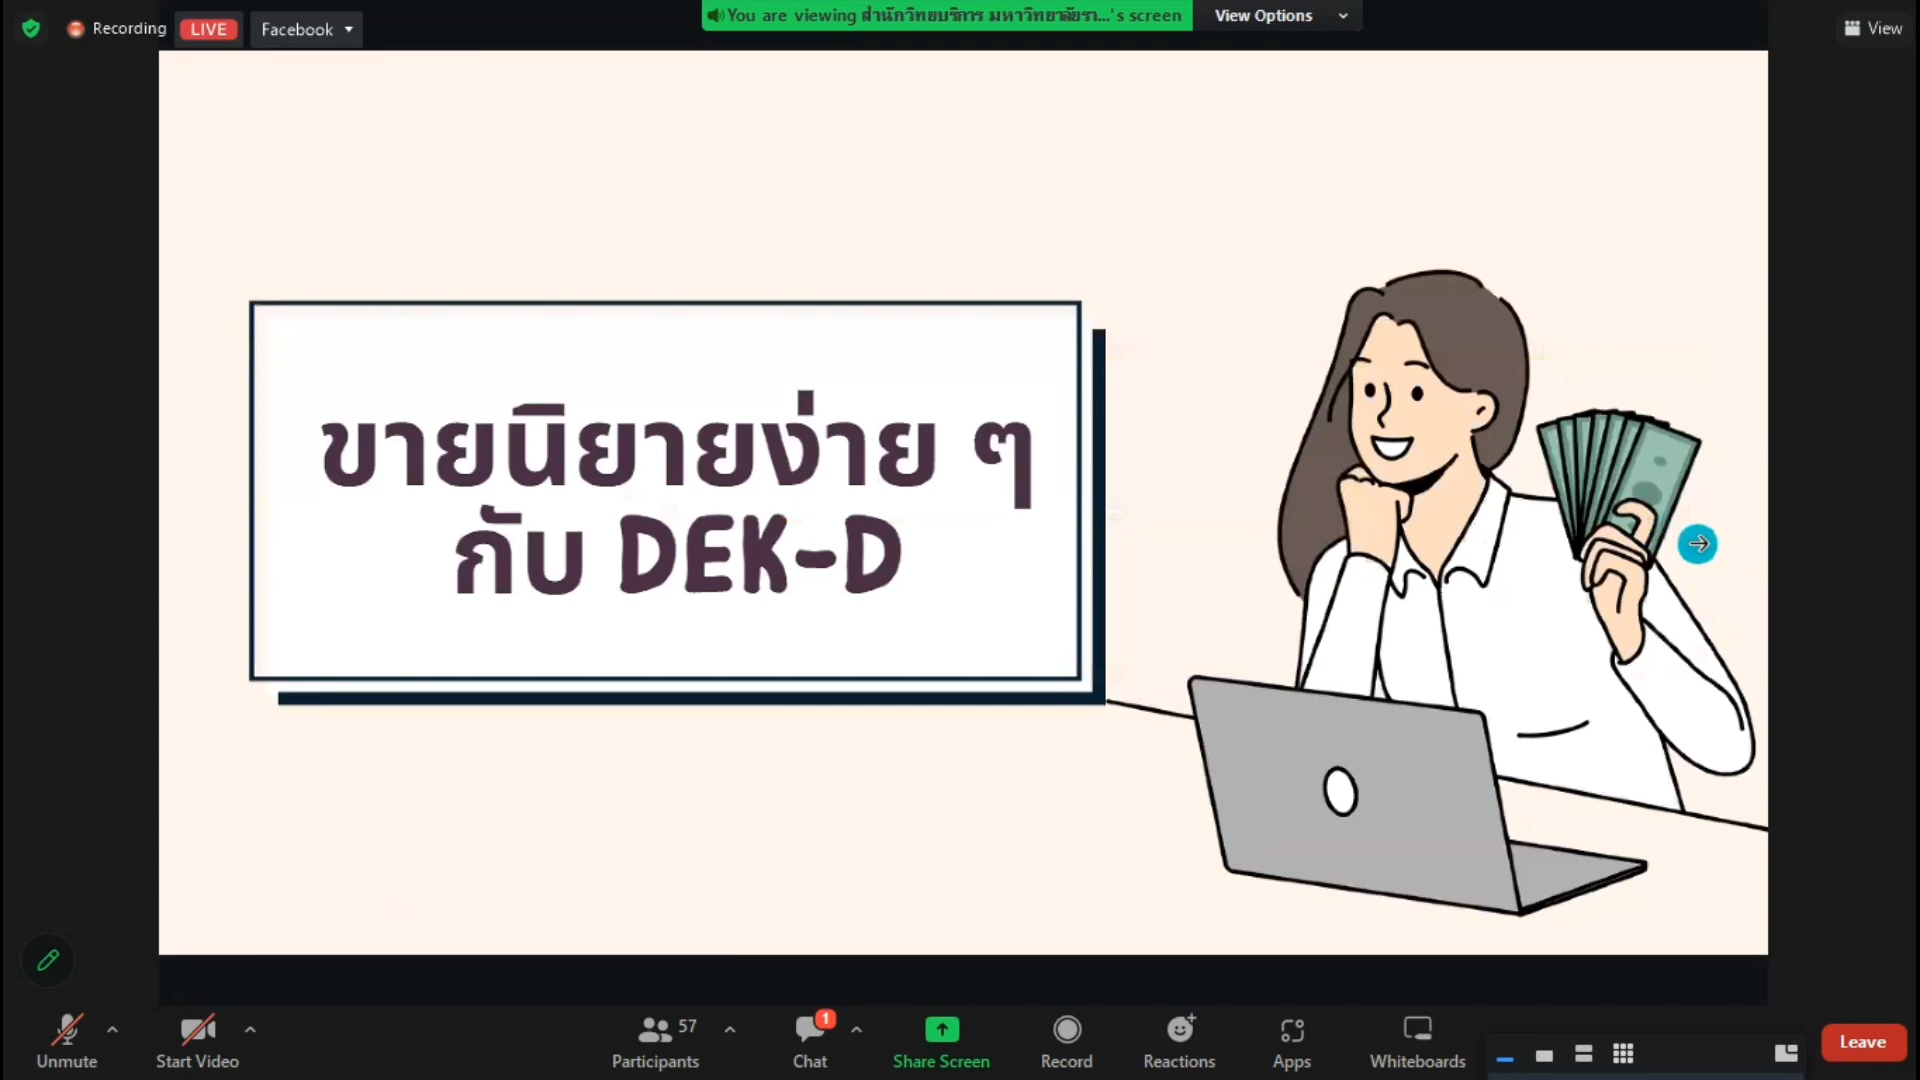 Recording
LIVE
Facebook
You are viewing สำนักวิทยบริการ มหาวิทยาลัยรา...'s screen
View Options
View
ขายนิยายง่าย ๆ
กับ DEK-D
Unmute
Start Video
57
Participants
1
Chat
Share Screen
Record
Reactions
Apps
Whiteboards
Leave